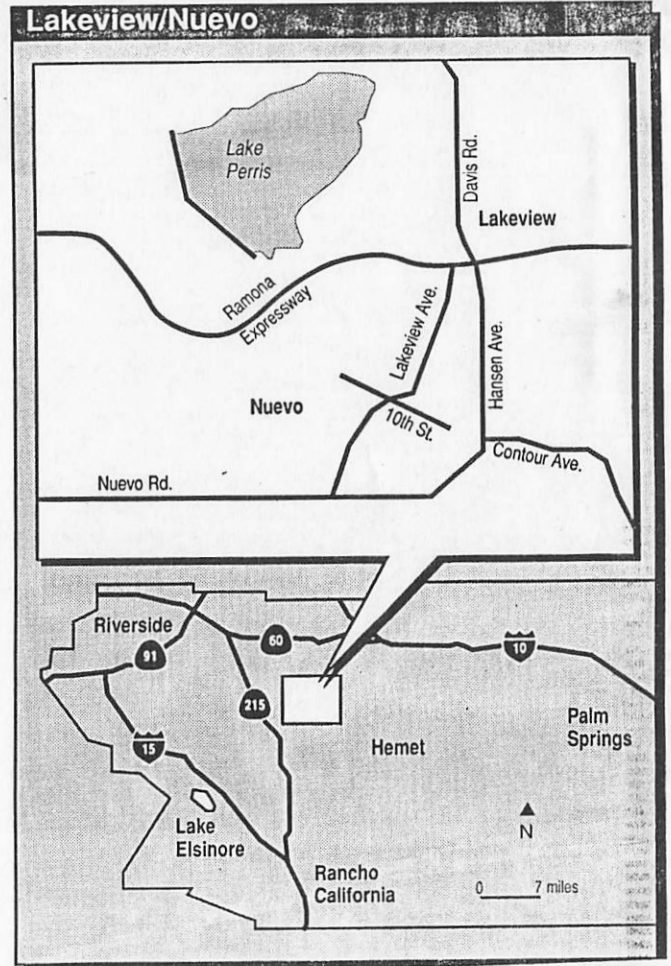 Lakeview/Nuevo
Lake
Perris
Davis Rd.
Lakeview
Ramona
Expressway
Lakeview Ave.
Hansen Ave.
Nuevo
10th St.
Contour Ave.
Nuevo Rd.
Riverside
60
91
10
215
Palm
Springs
15
Hemet
Lake
Elsinore
N
Rancho
California
0 7 miles